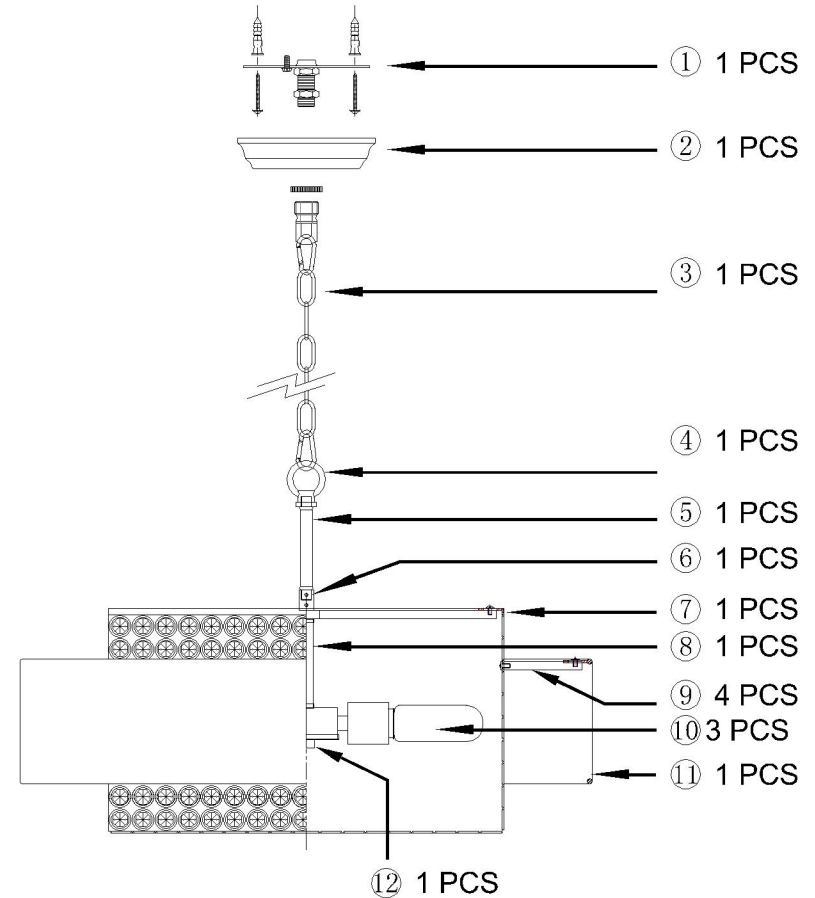 ① 1 PCS
② 1 PCS
③ 1 PCS
④ 1 PCS
⑤ 1 PCS
⑥ 1 PCS
⑦ 1 PCS
⑧ 1 PCS
⑨ 4 PCS
⑩ 3 PCS
⑪ 1 PCS
⑫ 1 PCS